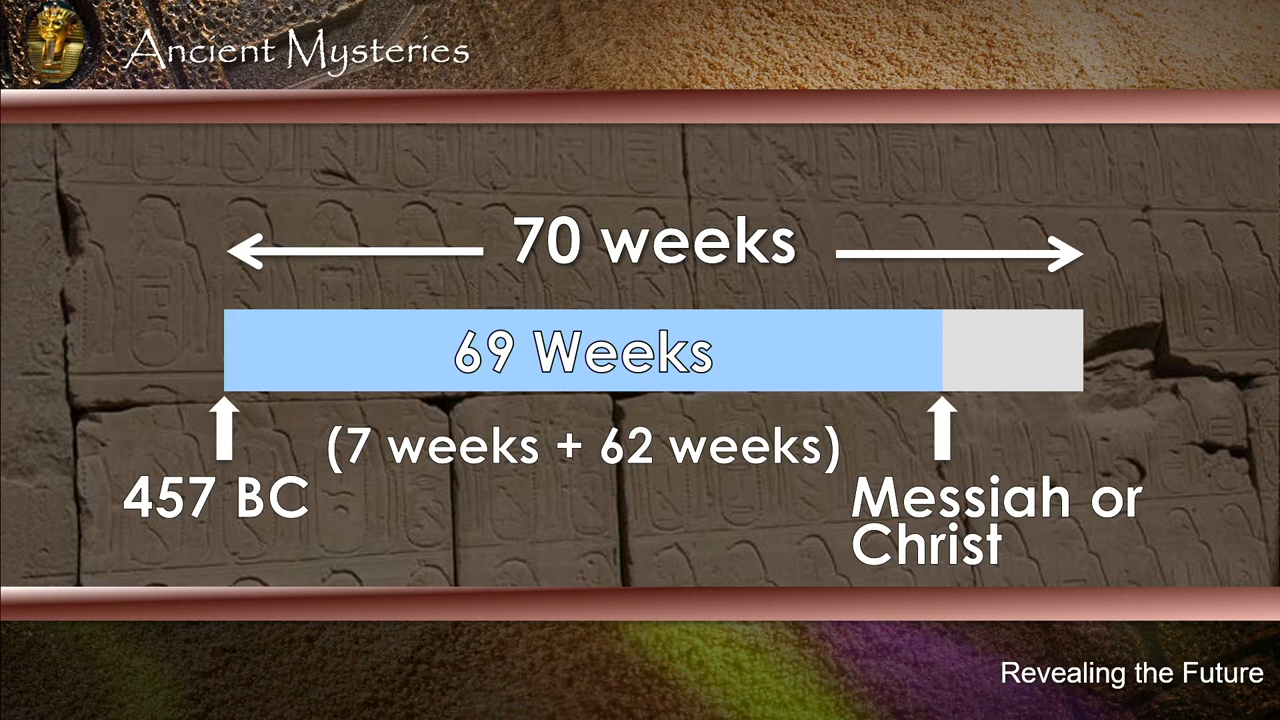 Ancient Mysteries
70 weeks
69 Weeks
(7 weeks + 62 weeks)
457 BC
Messiah or
Christ
Revealing the Future